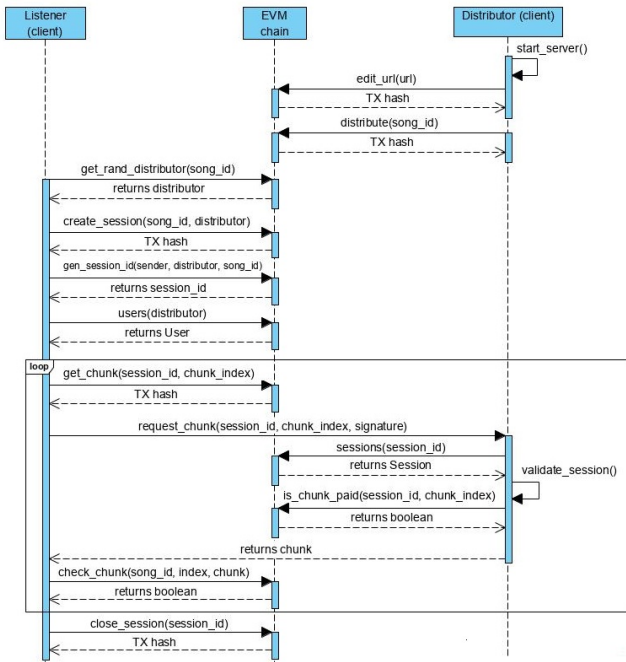 Listener
(client)
EVM
chain
Distributor (client)
start_server()
edit_url(url)
TX hash
distribute(song_id)
TX hash
get_rand_distributor(song_id)
returns distributor
create_session(song_id, distributor)
TX hash
gen_session_id(sender, distributor, song_id)
returns session_id
users(distributor)
returns User
loop
get_chunk(session_id, chunk_index)
TX hash
request_chunk(session_id, chunk_index, signature)
sessions(session_id)
returns Session
validate_session()
is_chunk_paid(session_id, chunk_index)
returns boolean
returns chunk
check_chunk(song_id, index, chunk)
returns boolean
close_session(session_id)
TX hash